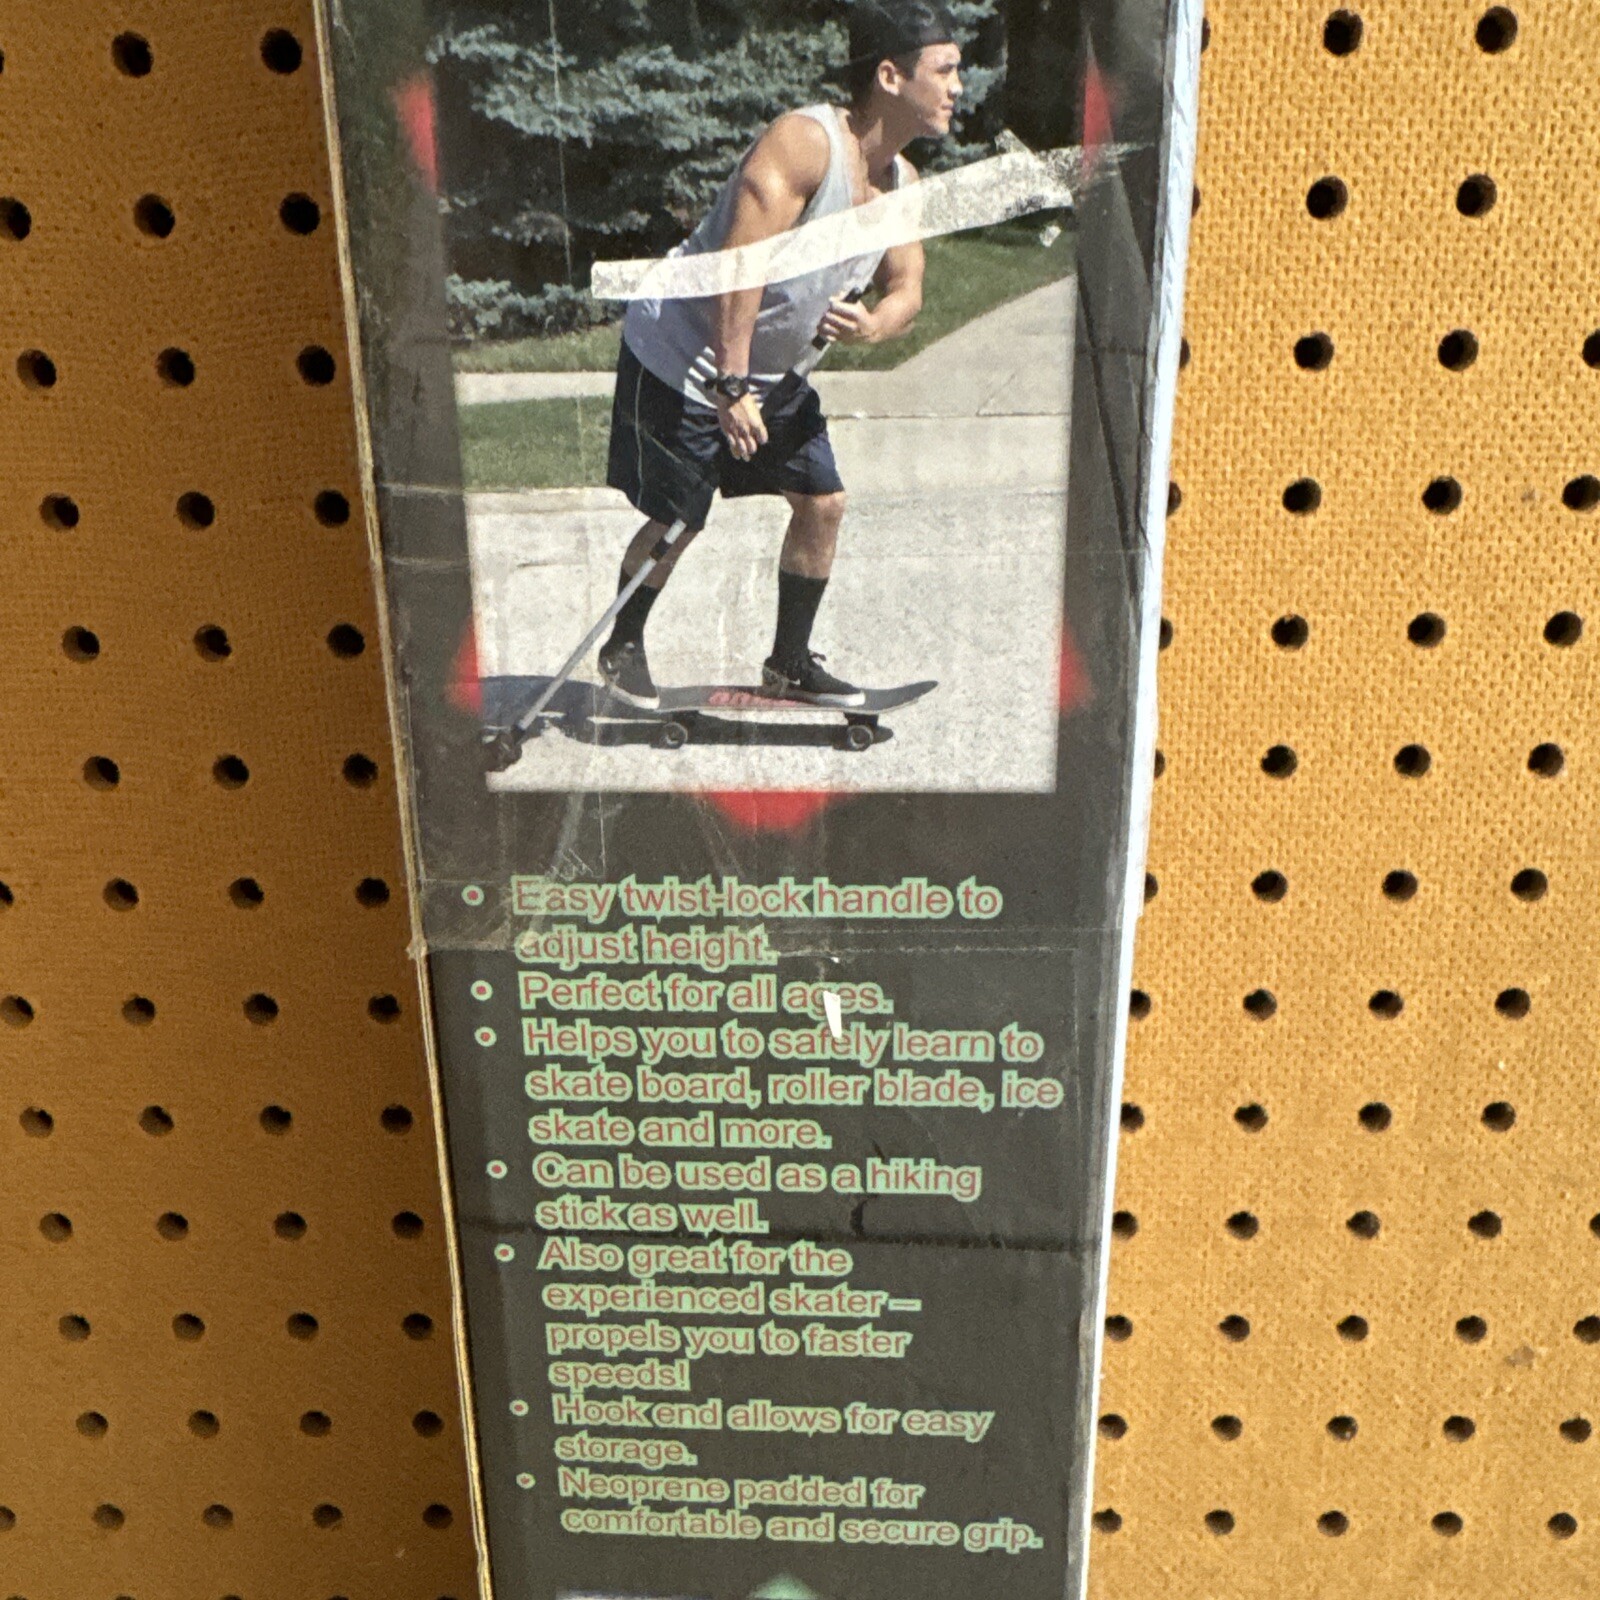 • Easy twist-lock handle to
adjust height.
• Perfect for all ages.
• Helps you to safely learn to
skate board, roller blade, ice
skate and more.
• Can be used as a hiking
stick as well.
• Also great for the
experienced skater –
propels you to faster
speeds!
• Hook end allows for easy
storage.
• Neoprene padded for
comfortable and secure grip.